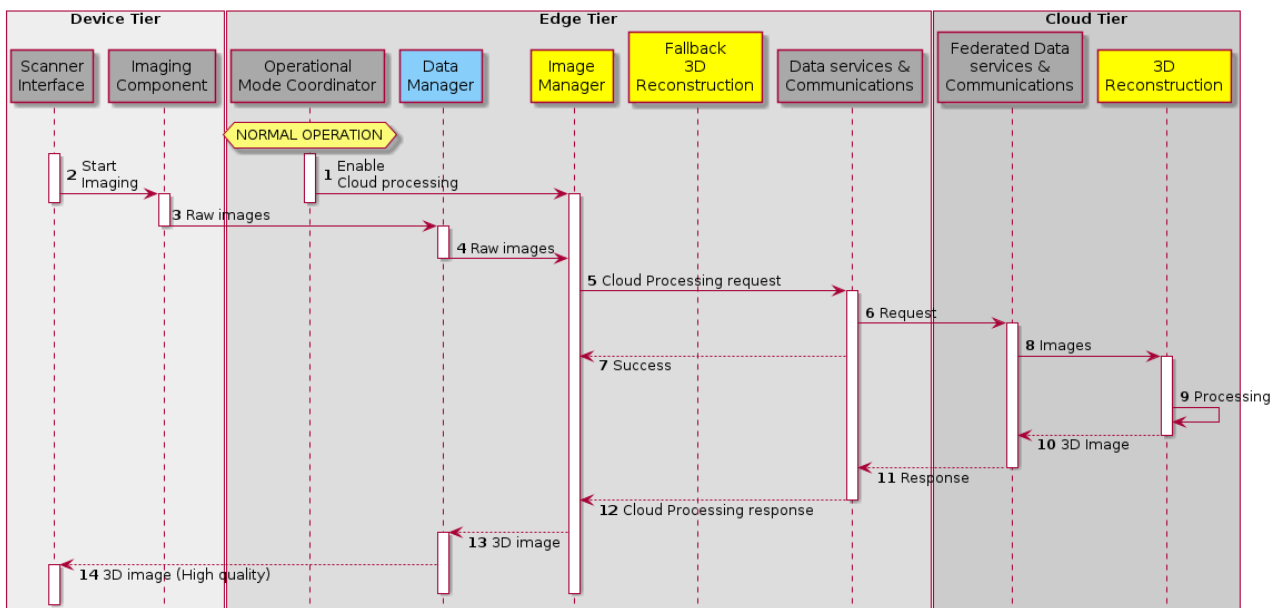 Device Tier
Edge Tier
Cloud Tier
Scanner
Interface
Imaging
Component
Operational
Mode Coordinator
Data
Manager
Image
Manager
Fallback
3D
Reconstruction
Data services &
Communications
Federated Data
services &
Communications
3D
Reconstruction
NORMAL OPERATION
2 Start
Imaging
1 Enable
Cloud processing
3 Raw images
4 Raw images
5 Cloud Processing request
6 Request
7 Success
8 Images
9 Processing
10 3D Image
11 Response
12 Cloud Processing response
13 3D image
14 3D image (High quality)